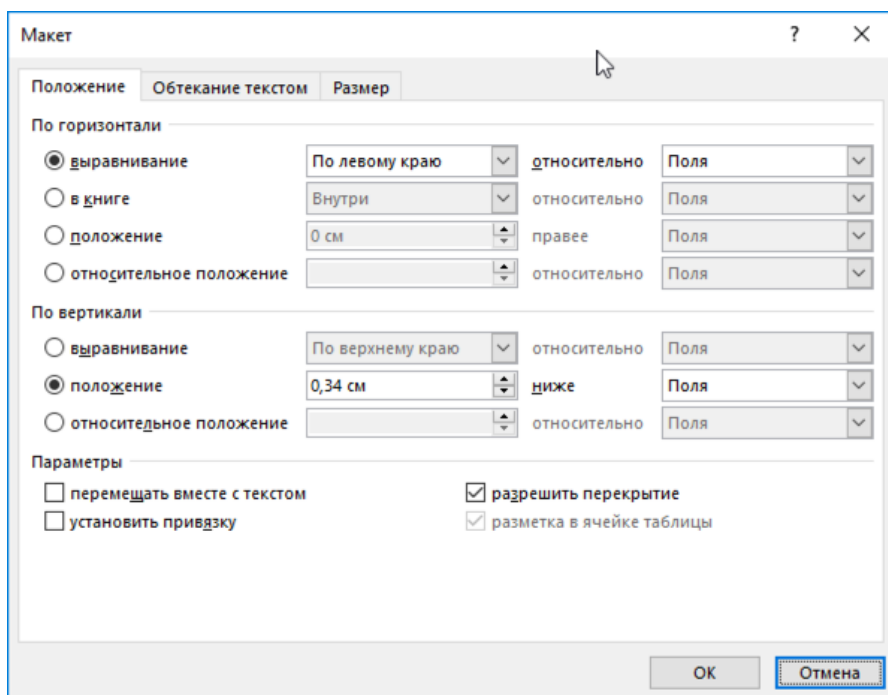 Макет ?
Положение Обтекание текстом Размер
По горизонтали
выравнивание По левому краю относительно Поля
в книге Внутри относительно Поля
положение 0 см правее Поля
относительное положение относительно Поля
По вертикали
выравнивание По верхнему краю относительно Поля
положение 0,34 см ниже Поля
относительное положение относительно Поля
Параметры
перемещать вместе с текстом разрешить перекрытие
установить привязку разметка в ячейке таблицы
ОК Отмена